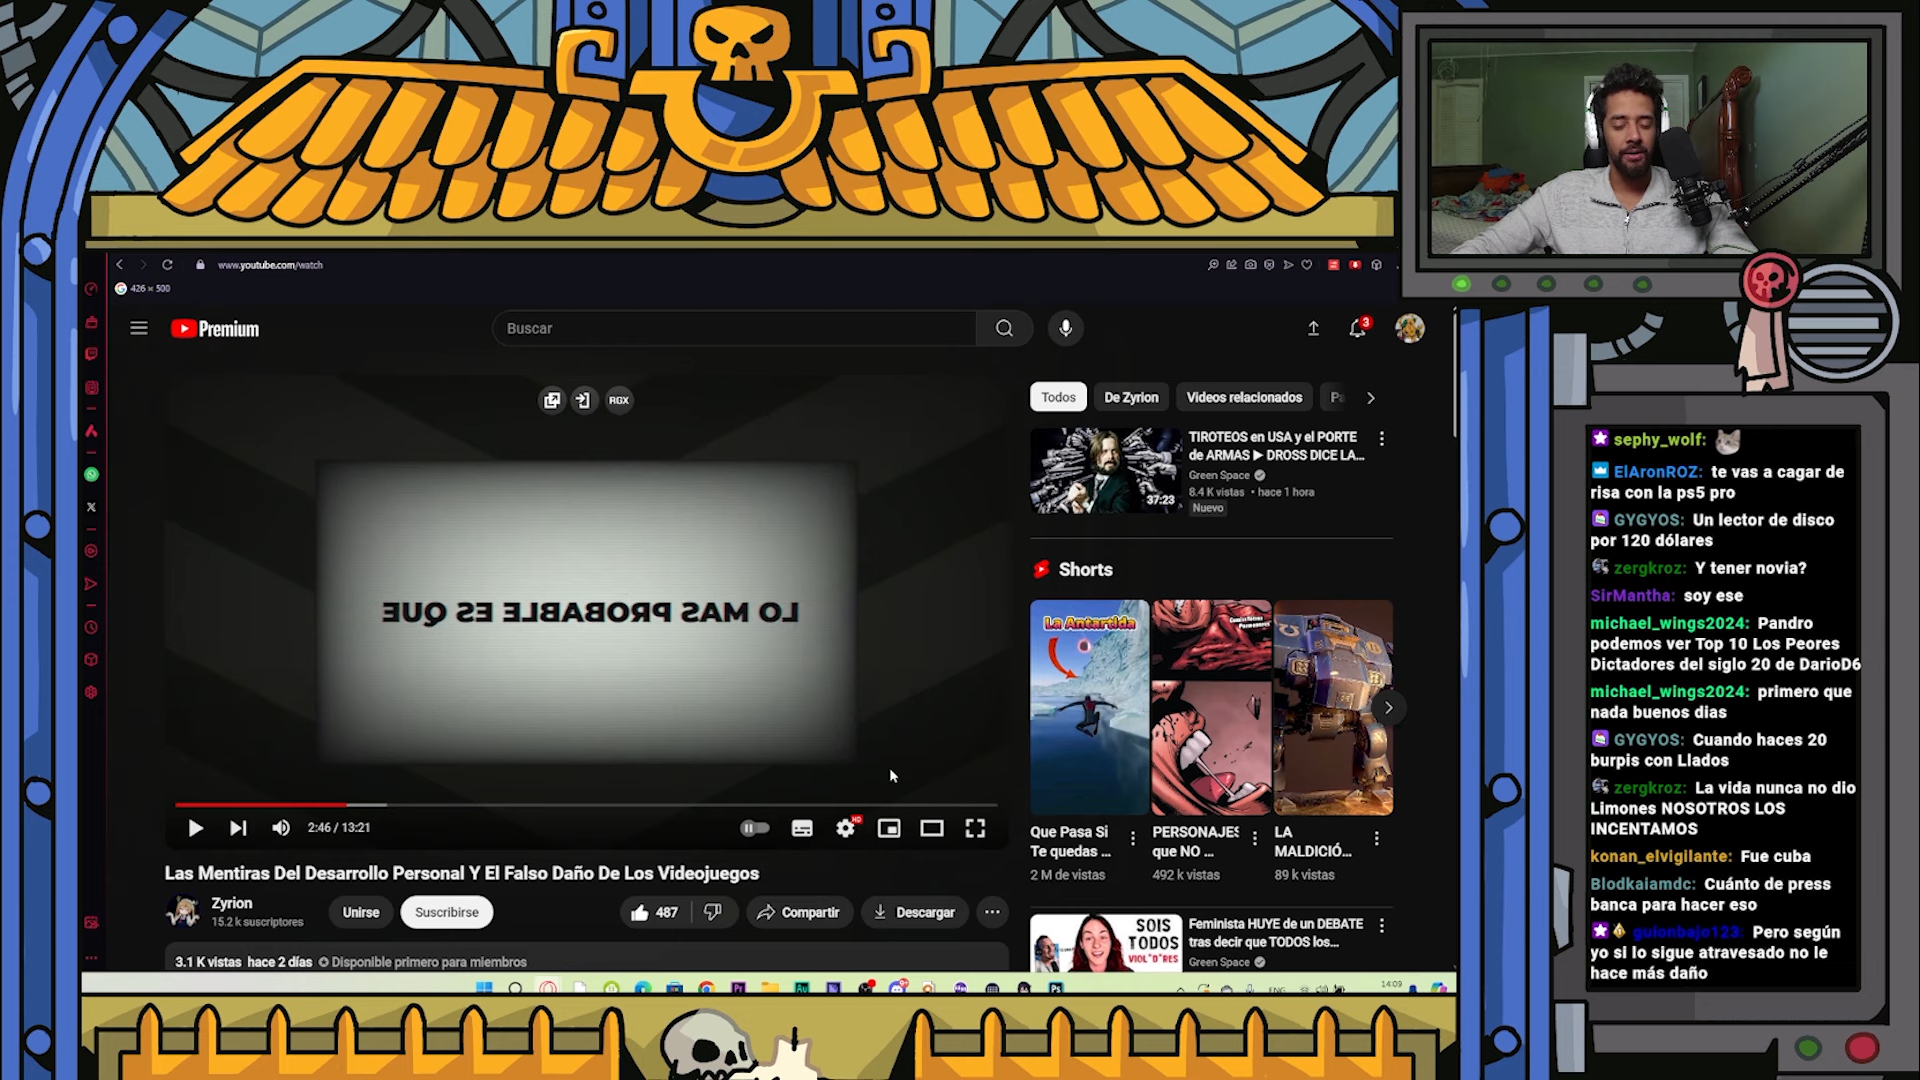 www.youtube.com/watch
426 × 500
Premium
Buscar
3
RGX
LO MAS PROBABLE ES QUE
HD
2:46 / 13:21
Las Mentiras Del Desarrollo Personal Y El Falso Daño De Los Videojuegos
Zyrion
15.2 k suscriptores
Unirse
Suscribirse
487
Compartir
Descargar
3.1 K vistas hace 2 días Disponible primero para miembros
Todos
De Zyrion
Videos relacionados
TIROTEOS en USA y el PORTE
de ARMAS ▶ DROSS DICE LA...
Green Space
8.4 K vistas • hace 1 hora
Nuevo
37:23
Shorts
La Antartida
Que Pasa Si
Te quedas ...
2 M de vistas
PERSONAJES
que NO ...
492 k vistas
LA
MALDICIÓ...
89 k vistas
SOIS
TODOS
VIOL*D*RES
Feminista HUYE de un DEBATE
tras decir que TODOS los...
Green Space
ENG
14:09
sephy_wolf:
ElAronROZ: te vas a cagar de
risa con la ps5 pro
GYGYOS: Un lector de disco
por 120 dólares
zergkroz: Y tener novia?
SirMantha: soy ese
michael_wings2024: Pandro
podemos ver Top 10 Los Peores
Dictadores del siglo 20 de DarioD6
michael_wings2024: primero que
nada buenos dias
GYGYOS: Cuando haces 20
burpis con Llados
zergkroz: La vida nunca no dio
Limones NOSOTROS LOS
INCENTAMOS
konan_elvigilante: Fue cuba
Blodkaiamdc: Cuánto de press
banca para hacer eso
guionbajo123: Pero según
yo si lo sigue atravesado no le
hace más daño